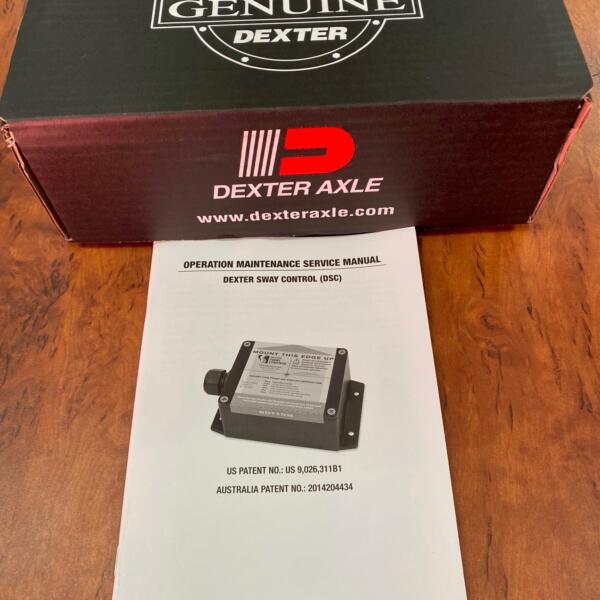 GENUINE
DEXTER
DEXTER AXLE
www.dexteraxle.com
OPERATION MAINTENANCE SERVICE MANUAL
DEXTER SWAY CONTROL (DSC)
MOUNT THIS EDGE UP
BOTTOM
US PATENT NO.: US 9,026,311B1
AUSTRALIA PATENT NO.: 2014204434